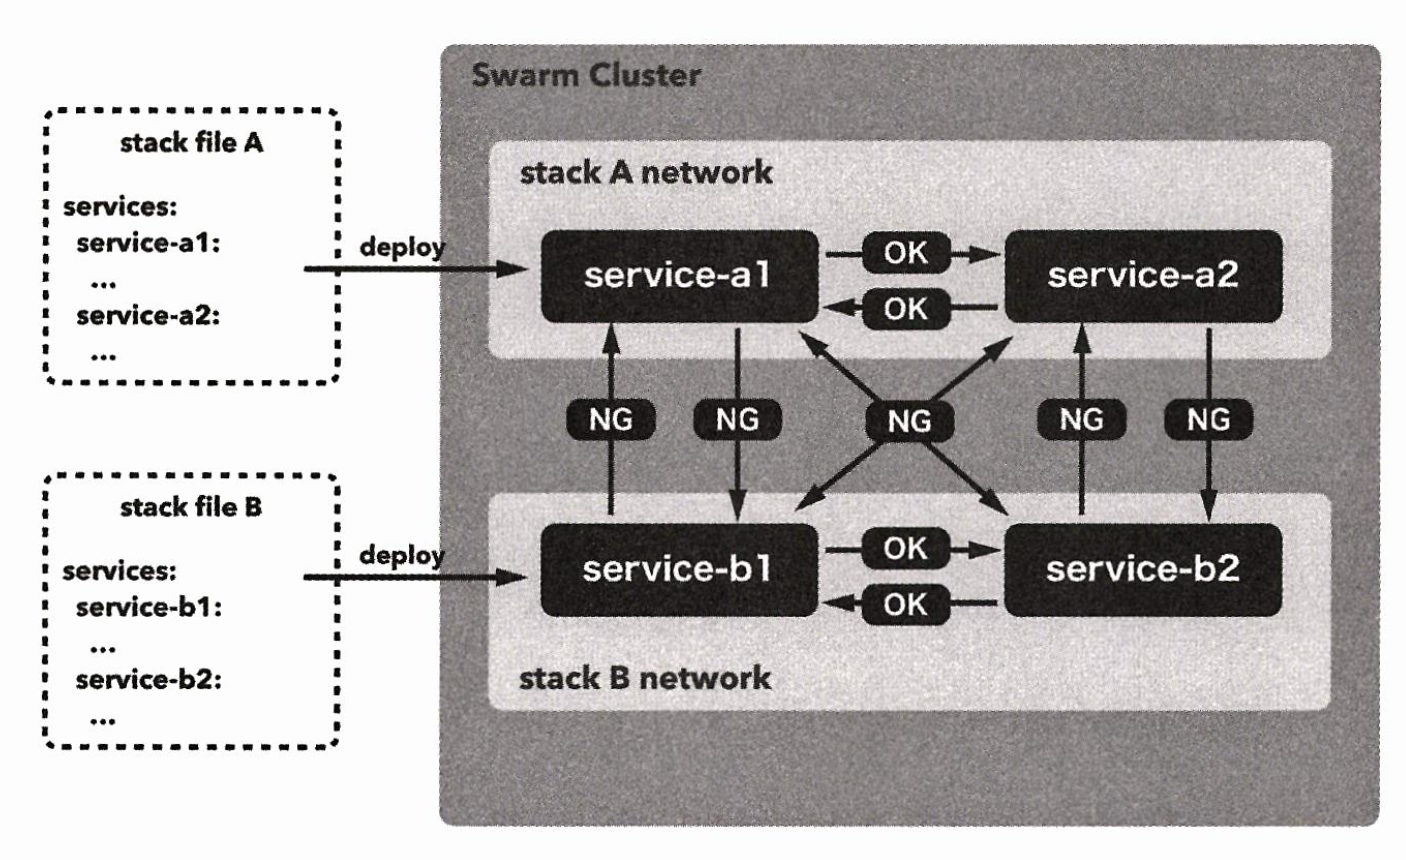 Swarm Cluster
stack file A
services:
service-a1:
...
service-a2:
...
deploy
stack A network
service-a1
OK
service-a2
OK
NG
NG
NG
NG
NG
stack file B
services:
service-b1:
...
service-b2:
...
deploy
service-b1
OK
service-b2
OK
stack B network